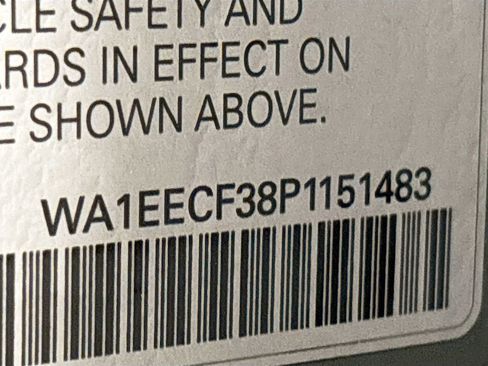 CLE SAFETY AND
ARDS IN EFFECT ON
E SHOWN ABOVE.
WA1EECF38P1151483